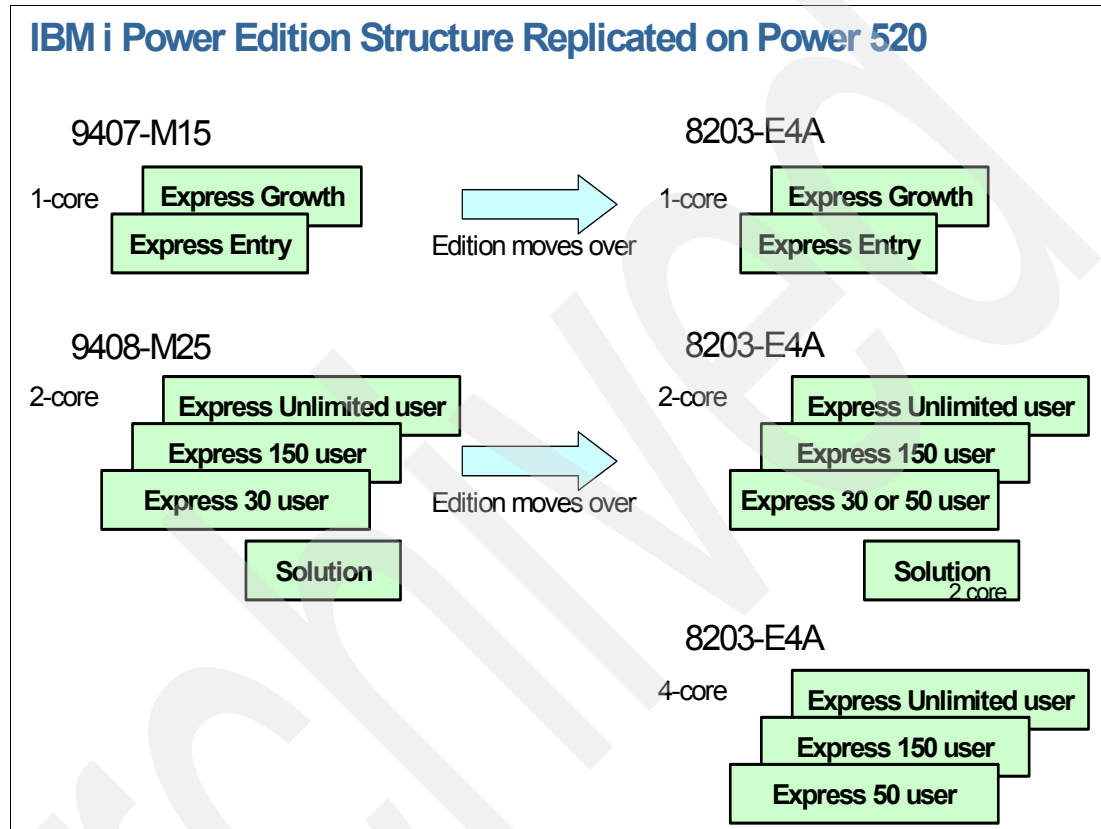 IBM i Power Edition Structure Replicated on Power 520
9407-M15
8203-E4A
1-core
Express Growth
Express Entry
Edition moves over
1-core
Express Growth
Express Entry
9408-M25
8203-E4A
2-core
Express Unlimited user
Express 150 user
Express 30 user
Solution
Edition moves over
2-core
Express Unlimited user
Express 150 user
Express 30 or 50 user
Solution
2 core
8203-E4A
4-core
Express Unlimited user
Express 150 user
Express 50 user